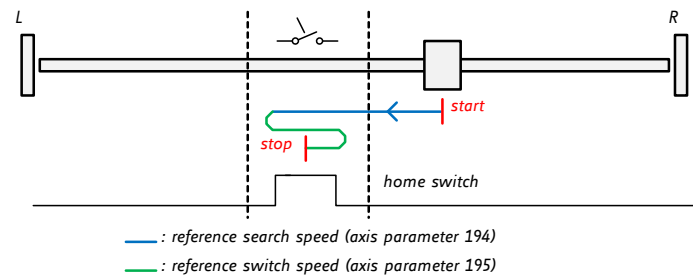 L
R
start
stop
home switch
: reference search speed (axis parameter 194)
: reference switch speed (axis parameter 195)